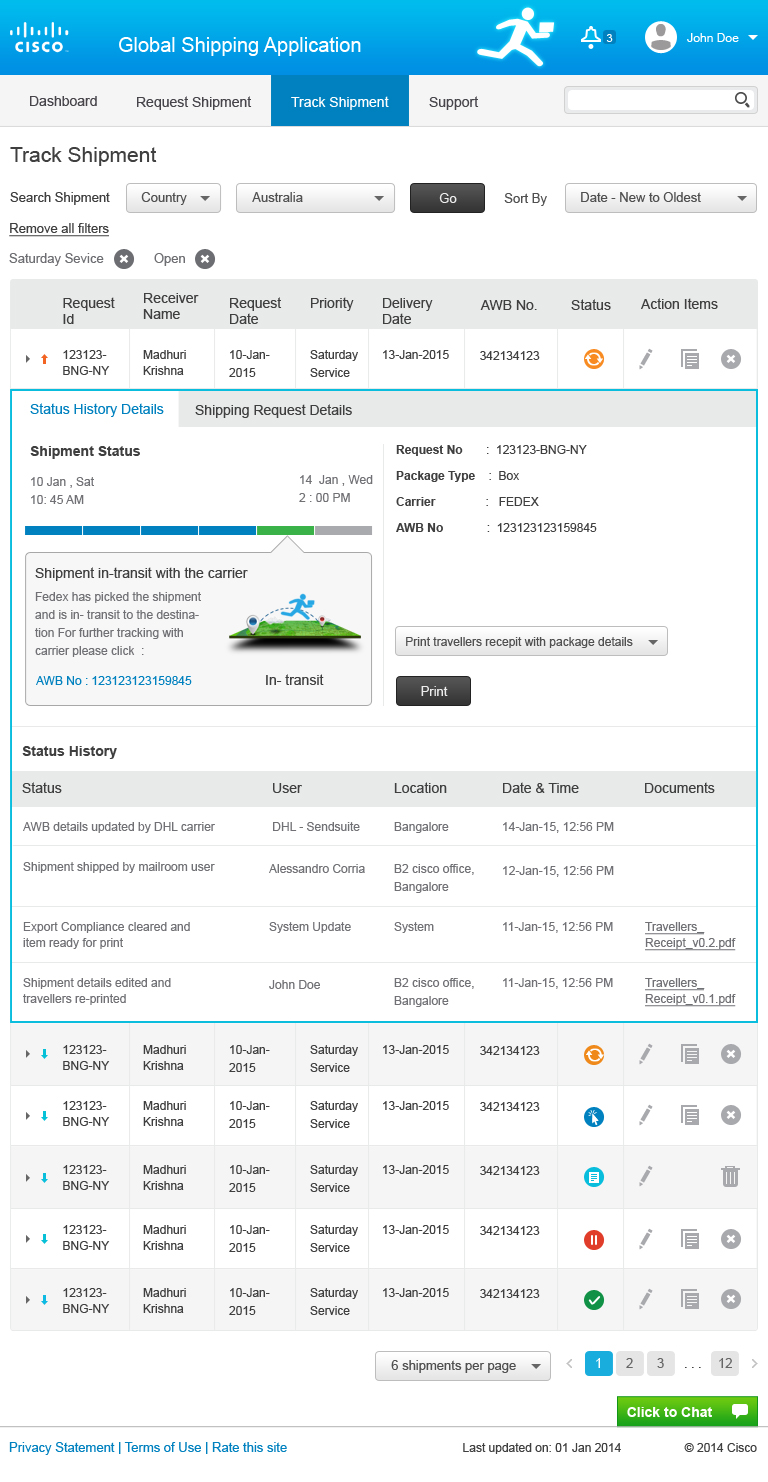 cisco.
Global Shipping Application
3
John Doe
Dashboard
Request Shipment
Track Shipment
Support
Track Shipment
Search Shipment
Country
Australia
Go
Sort By
Date - New to Oldest
Remove all filters
Saturday Sevice
Open
Request Id
Receiver Name
Request Date
Priority
Delivery Date
AWB No.
Status
Action Items
123123-BNG-NY
Madhuri Krishna
10-Jan-2015
Saturday Service
13-Jan-2015
342134123
Status History Details
Shipping Request Details
Shipment Status
10 Jan , Sat
10: 45 AM
14 Jan , Wed
2 : 00 PM
Shipment in-transit with the carrier
Fedex has picked the shipment
and is in- transit to the destina-
tion For further tracking with
carrier please click :
AWB No : 123123123159845
In- transit
Request No : 123123-BNG-NY
Package Type : Box
Carrier : FEDEX
AWB No : 123123123159845
Print travellers recepit with package details
Print
Status History
Status User Location Date & Time Documents
AWB details updated by DHL carrier
DHL - Sendsuite
Bangalore
14-Jan-15, 12:56 PM
Shipment shipped by mailroom user
Alessandro Corria
B2 cisco office,
Bangalore
12-Jan-15, 12:56 PM
Export Compliance cleared and
item ready for print
System Update
System
11-Jan-15, 12:56 PM
Travellers_
Receipt_v0.2.pdf
Shipment details edited and
travellers re-printed
John Doe
B2 cisco office,
Bangalore
11-Jan-15, 12:56 PM
Travellers_
Receipt_v0.1.pdf
123123-BNG-NY
Madhuri Krishna
10-Jan-2015
Saturday Service
13-Jan-2015
342134123
123123-BNG-NY
Madhuri Krishna
10-Jan-2015
Saturday Service
13-Jan-2015
342134123
123123-BNG-NY
Madhuri Krishna
10-Jan-2015
Saturday Service
13-Jan-2015
342134123
123123-BNG-NY
Madhuri Krishna
10-Jan-2015
Saturday Service
13-Jan-2015
342134123
123123-BNG-NY
Madhuri Krishna
10-Jan-2015
Saturday Service
13-Jan-2015
342134123
6 shipments per page
1 2 3 ... 12
Click to Chat
Privacy Statement | Terms of Use | Rate this site
Last updated on: 01 Jan 2014
© 2014 Cisco